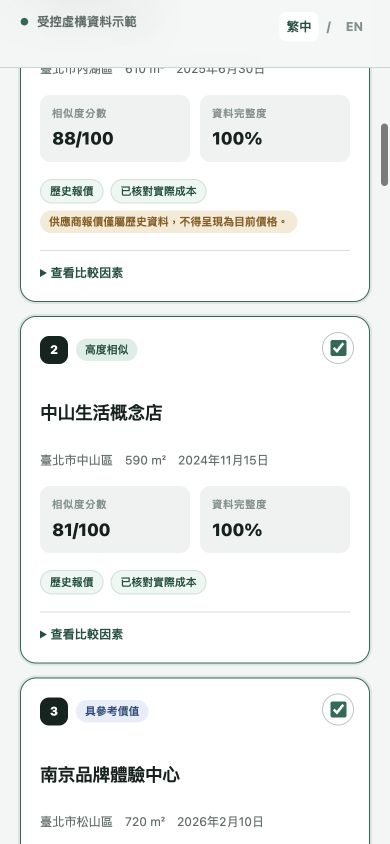 受控虛構資料示範
繁中 / EN
臺北市內湖區 610 m² 2025年6月30日
相似度分數 資料完整度
88/100 100%
歷史報價 已核對實際成本
供應商報價僅屬歷史資料，不得呈現為目前價格。
▶ 查看比較因素
2 高度相似
中山生活概念店
臺北市中山區 590 m² 2024年11月15日
相似度分數 資料完整度
81/100 100%
歷史報價 已核對實際成本
▶ 查看比較因素
3 具參考價值
南京品牌體驗中心
臺北市松山區 720 m² 2026年2月10日